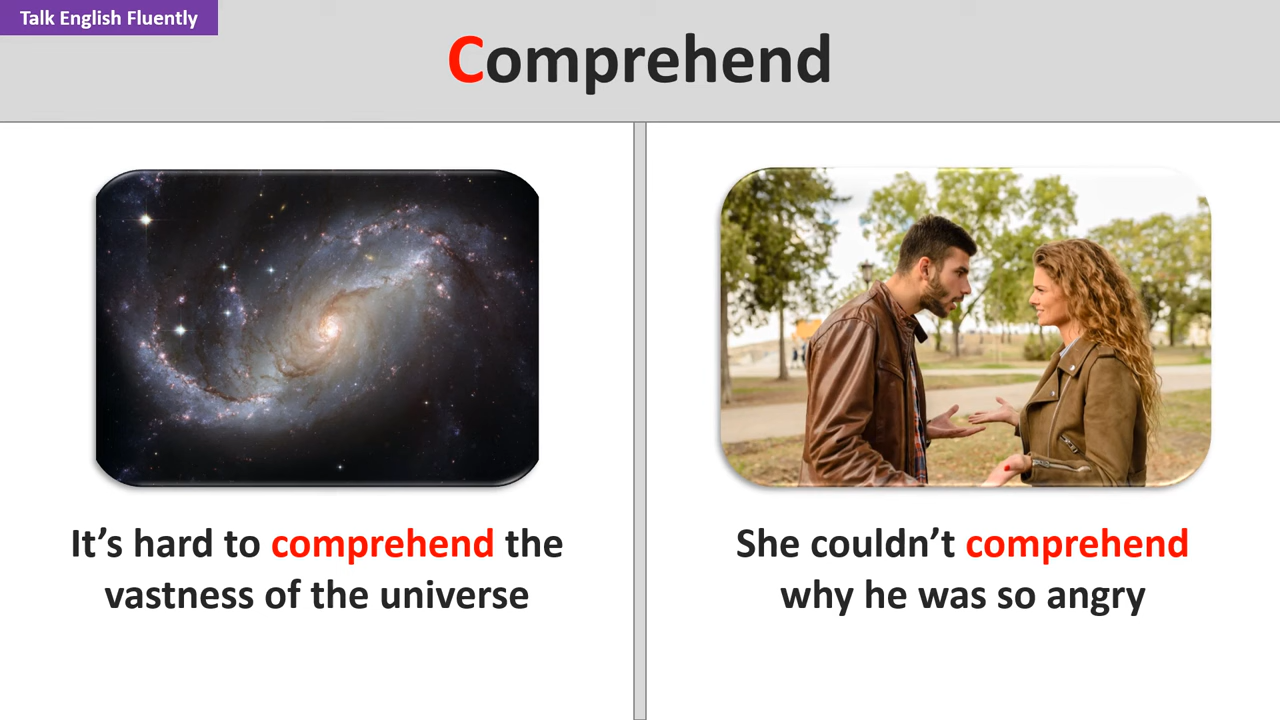 Talk English Fluently
Comprehend
It’s hard to comprehend the
vastness of the universe
She couldn’t comprehend
why he was so angry